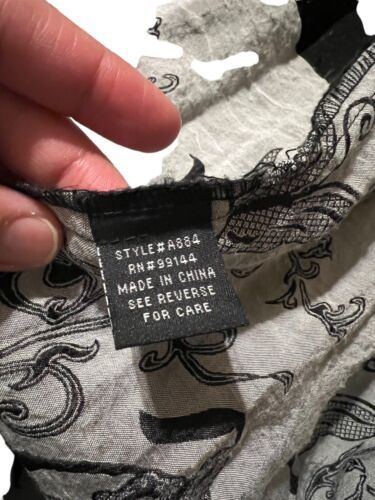 STYLE#A884
RN#99144
MADE IN CHINA
SEE REVERSE
FOR CARE